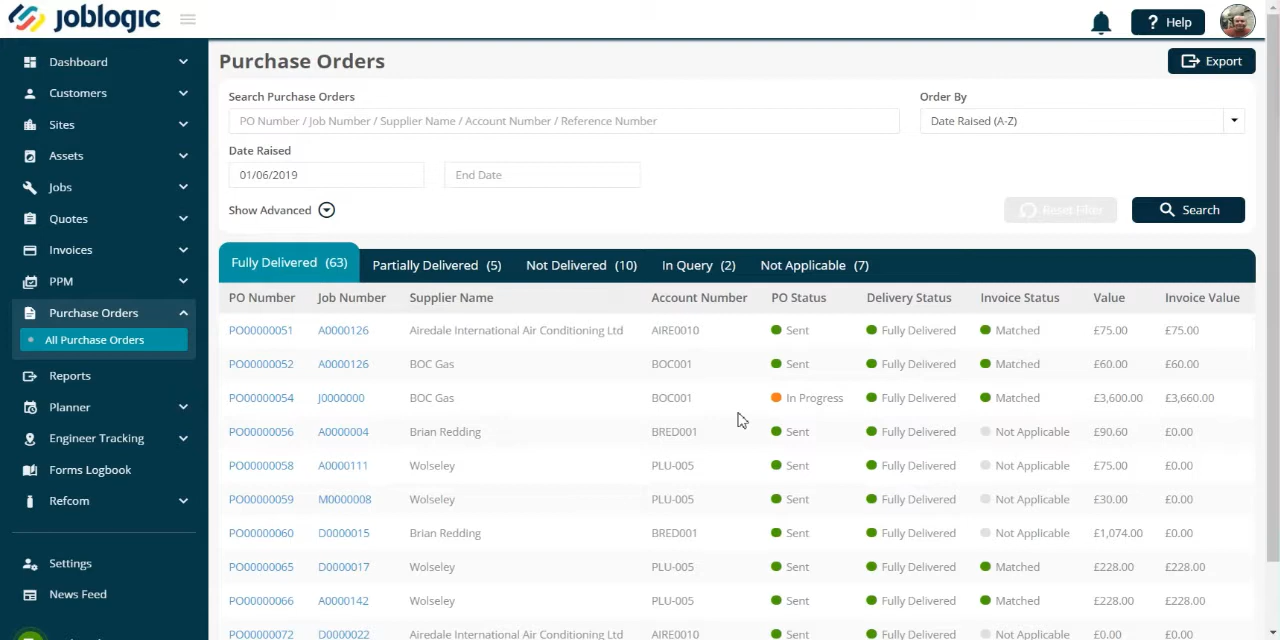 joblogic
? Help
Dashboard
Customers
Sites
Assets
Jobs
Quotes
Invoices
PPM
Purchase Orders
All Purchase Orders
Reports
Planner
Engineer Tracking
Forms Logbook
Refcom
Settings
News Feed
Purchase Orders
Export
Search Purchase Orders
Order By
PO Number / Job Number / Supplier Name / Account Number / Reference Number
Date Raised (A-Z)
Date Raised
01/06/2019
End Date
Show Advanced
Reset Filter
Search
Fully Delivered (63) Partially Delivered (5) Not Delivered (10) In Query (2) Not Applicable (7)
PO Number Job Number Supplier Name Account Number PO Status Delivery Status Invoice Status Value Invoice Value
PO00000051 A0000126 Airedale International Air Conditioning Ltd AIRE0010 Sent Fully Delivered Matched £75.00 £75.00
PO00000052 A0000126 BOC Gas BOC001 Sent Fully Delivered Matched £60.00 £60.00
PO00000054 J0000000 BOC Gas BOC001 In Progress Fully Delivered Matched £3,600.00 £3,660.00
PO00000056 A0000004 Brian Redding BRED001 Sent Fully Delivered Not Applicable £90.60 £0.00
PO00000058 A0000111 Wolseley PLU-005 Sent Fully Delivered Not Applicable £75.00 £0.00
PO00000059 M0000008 Wolseley PLU-005 Sent Fully Delivered Not Applicable £30.00 £0.00
PO00000060 D0000015 Brian Redding BRED001 Sent Fully Delivered Not Applicable £1,074.00 £0.00
PO00000065 D0000017 Wolseley PLU-005 Sent Fully Delivered Matched £228.00 £228.00
PO00000066 A0000142 Wolseley PLU-005 Sent Fully Delivered Matched £228.00 £228.00
PO00000072 D0000022 Airedale International Air Conditioning Ltd AIRE0010 Sent Fully Delivered Not Applicable £0.00 £0.00